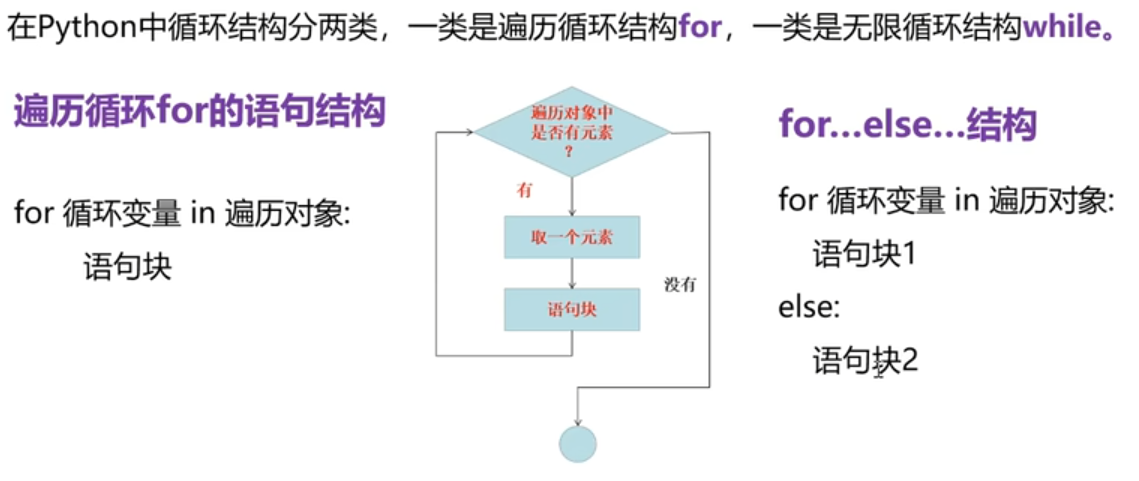 在Python中循环结构分两类，一类是遍历循环结构for，一类是无限循环结构while。
遍历循环for的语句结构
for 循环变量 in 遍历对象:
语句块
遍历对象中
是否有元素
？
有
取一个元素
语句块
没有
for...else...结构
for 循环变量 in 遍历对象:
语句块1
else:
语句块2